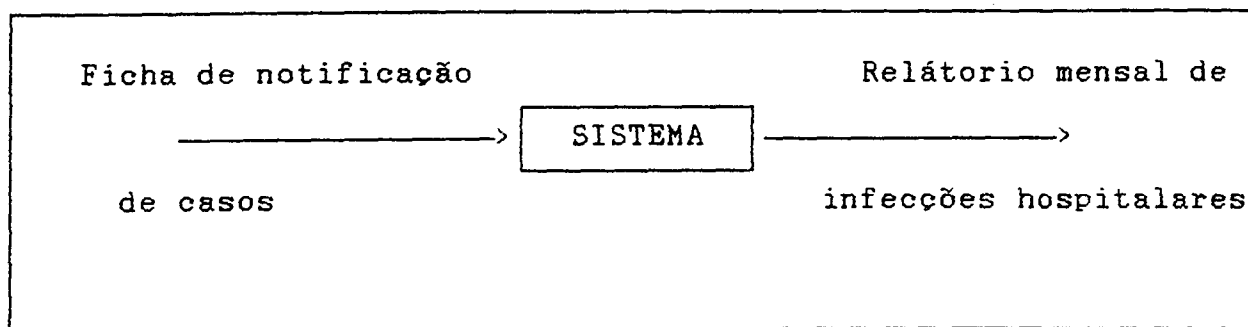 Ficha de notificação
Relátorio mensal de
SISTEMA
de casos
infecções hospitalares